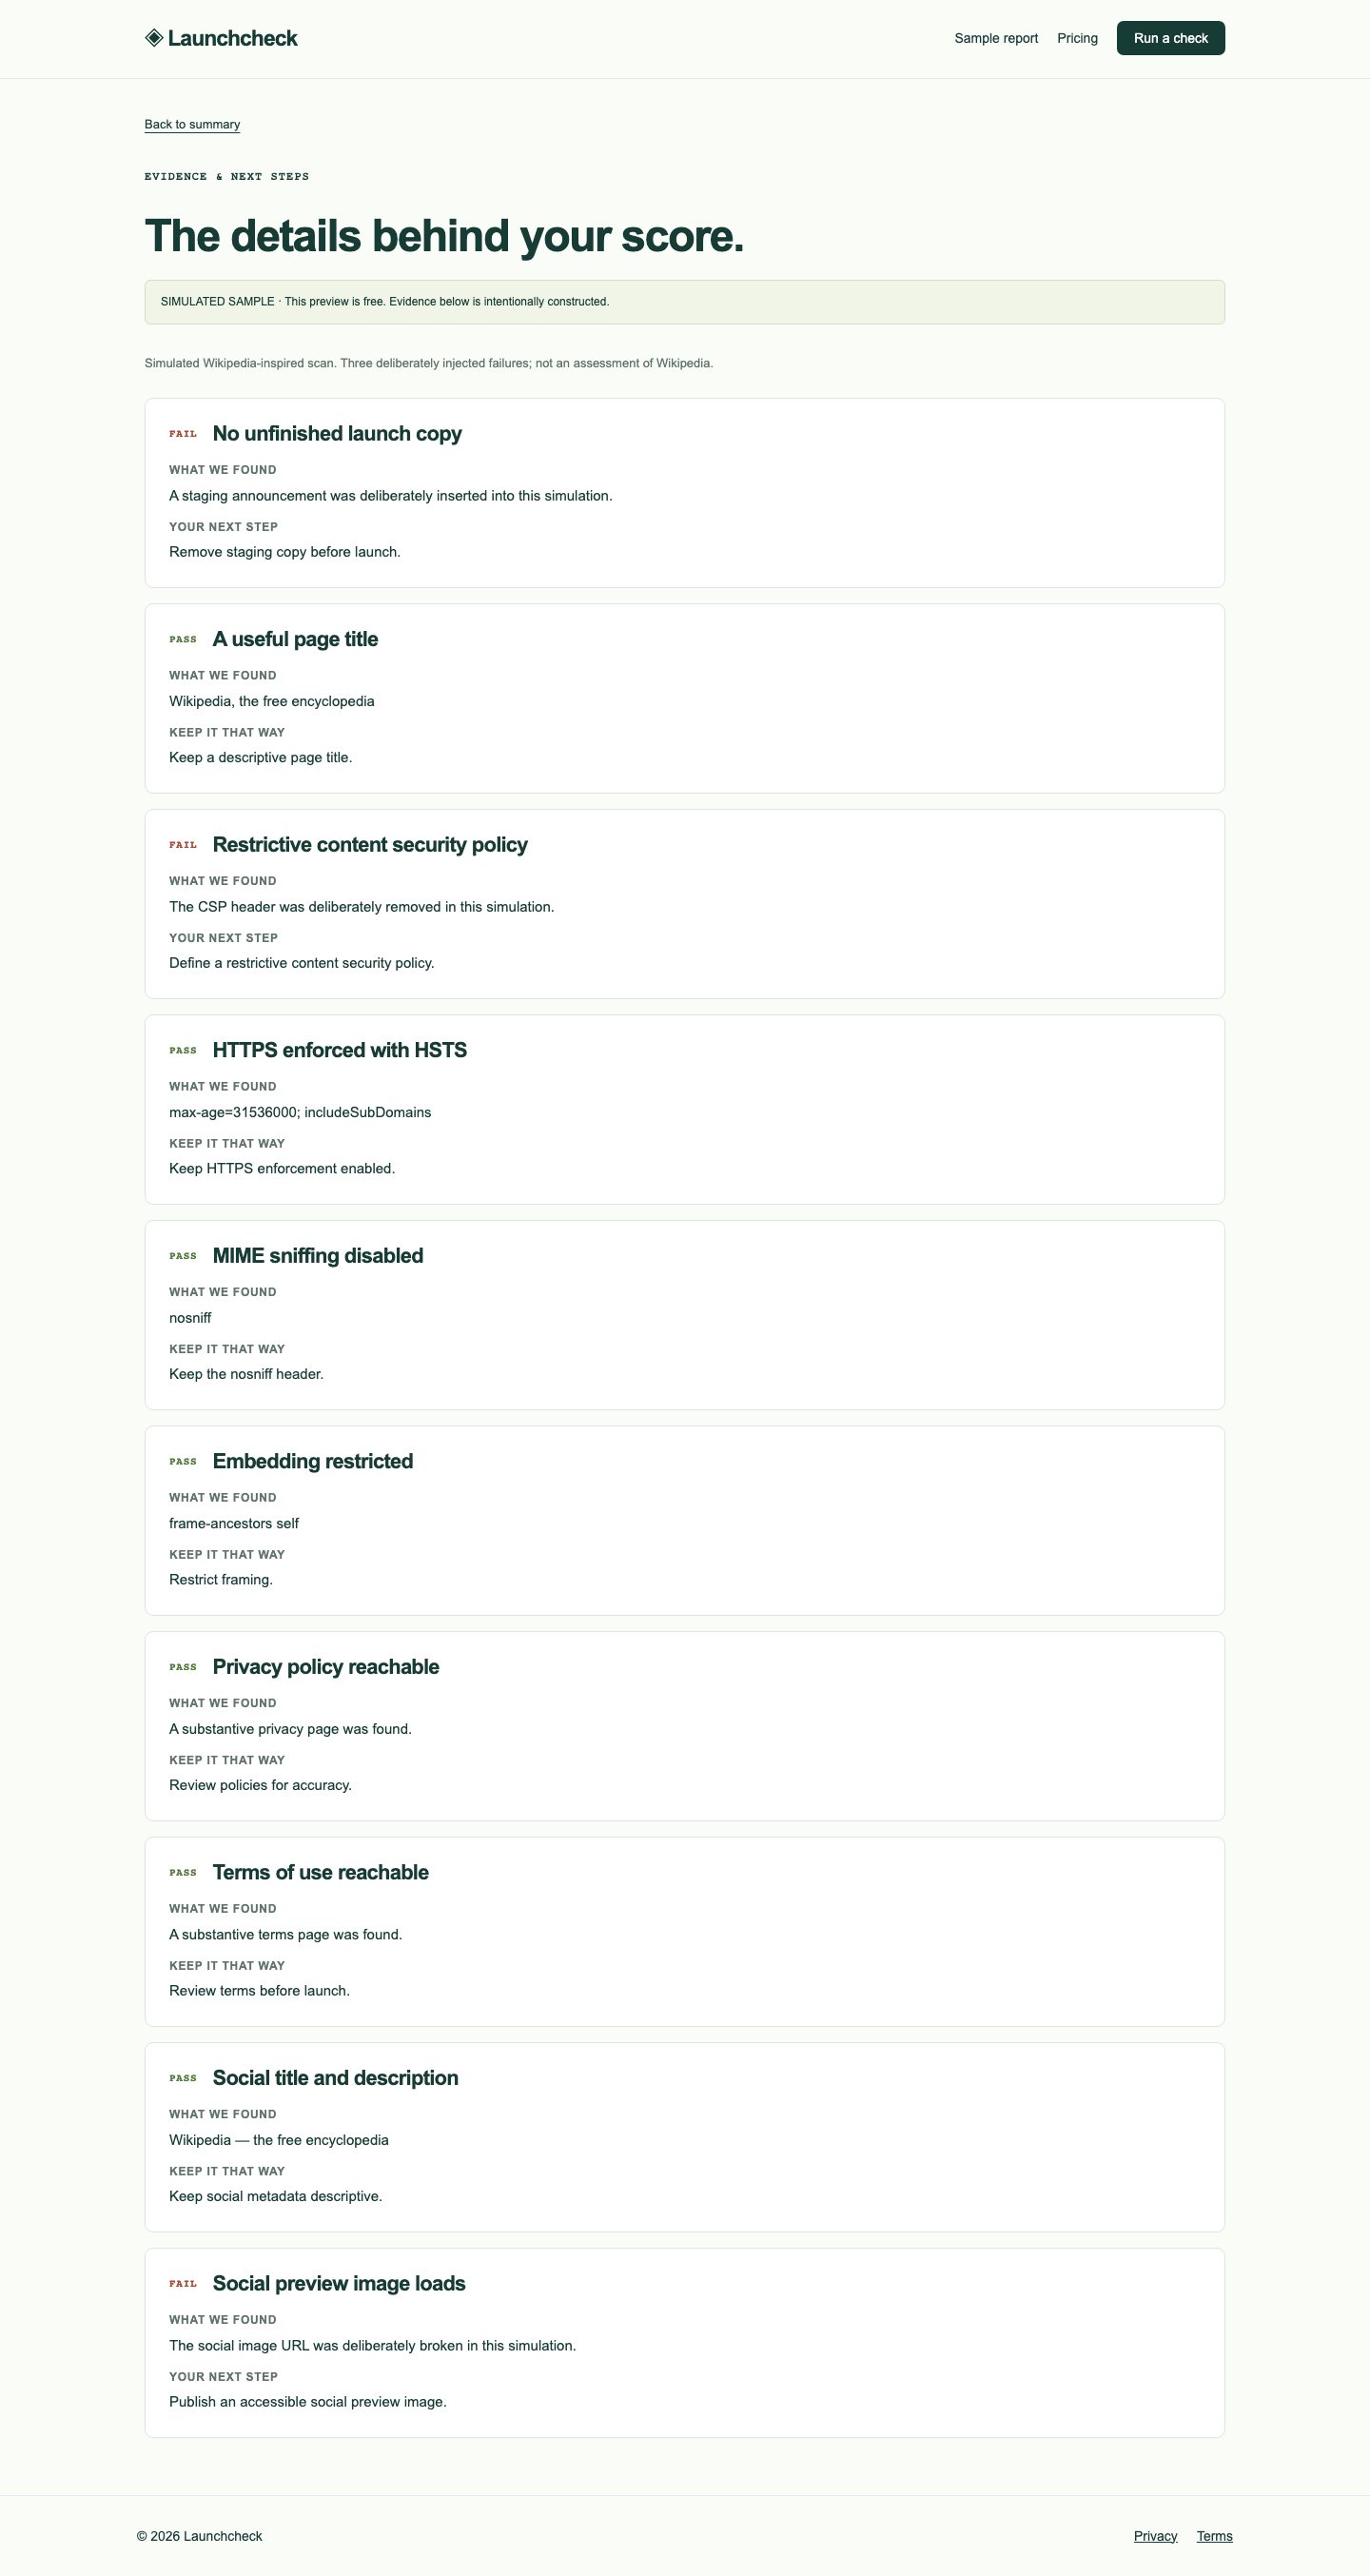 Launchcheck
Sample report Pricing Run a check
Back to summary
EVIDENCE & NEXT STEPS
The details behind your score.
SIMULATED SAMPLE · This preview is free. Evidence below is intentionally constructed.
Simulated Wikipedia-inspired scan. Three deliberately injected failures; not an assessment of Wikipedia.
FAIL No unfinished launch copy
WHAT WE FOUND
A staging announcement was deliberately inserted into this simulation.
YOUR NEXT STEP
Remove staging copy before launch.
PASS A useful page title
WHAT WE FOUND
Wikipedia, the free encyclopedia
KEEP IT THAT WAY
Keep a descriptive page title.
FAIL Restrictive content security policy
WHAT WE FOUND
The CSP header was deliberately removed in this simulation.
YOUR NEXT STEP
Define a restrictive content security policy.
PASS HTTPS enforced with HSTS
WHAT WE FOUND
max-age=31536000; includeSubDomains
KEEP IT THAT WAY
Keep HTTPS enforcement enabled.
PASS MIME sniffing disabled
WHAT WE FOUND
nosniff
KEEP IT THAT WAY
Keep the nosniff header.
PASS Embedding restricted
WHAT WE FOUND
frame-ancestors self
KEEP IT THAT WAY
Restrict framing.
PASS Privacy policy reachable
WHAT WE FOUND
A substantive privacy page was found.
KEEP IT THAT WAY
Review policies for accuracy.
PASS Terms of use reachable
WHAT WE FOUND
A substantive terms page was found.
KEEP IT THAT WAY
Review terms before launch.
PASS Social title and description
WHAT WE FOUND
Wikipedia — the free encyclopedia
KEEP IT THAT WAY
Keep social metadata descriptive.
FAIL Social preview image loads
WHAT WE FOUND
The social image URL was deliberately broken in this simulation.
YOUR NEXT STEP
Publish an accessible social preview image.
© 2026 Launchcheck
Privacy Terms